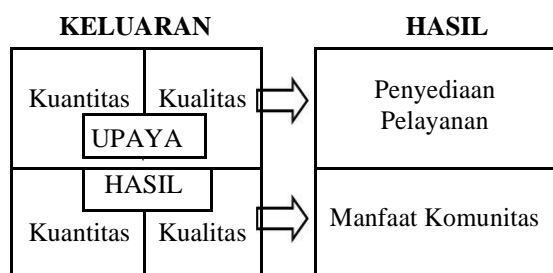 KELUARAN HASIL
Kuantitas Kualitas
UPAYA
Penyediaan
Pelayanan
HASIL
Kuantitas Kualitas
Manfaat Komunitas